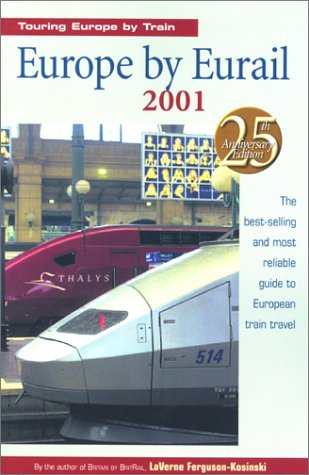 Touring Europe by Train
Europe by Eurail
2001
25th
Anniversary
Edition
The
best-selling
and most
reliable
guide to
European
train travel
THALYS
514
By the author of BRITAIN BY BRITRAIL, LaVerne Ferguson-Kosinski